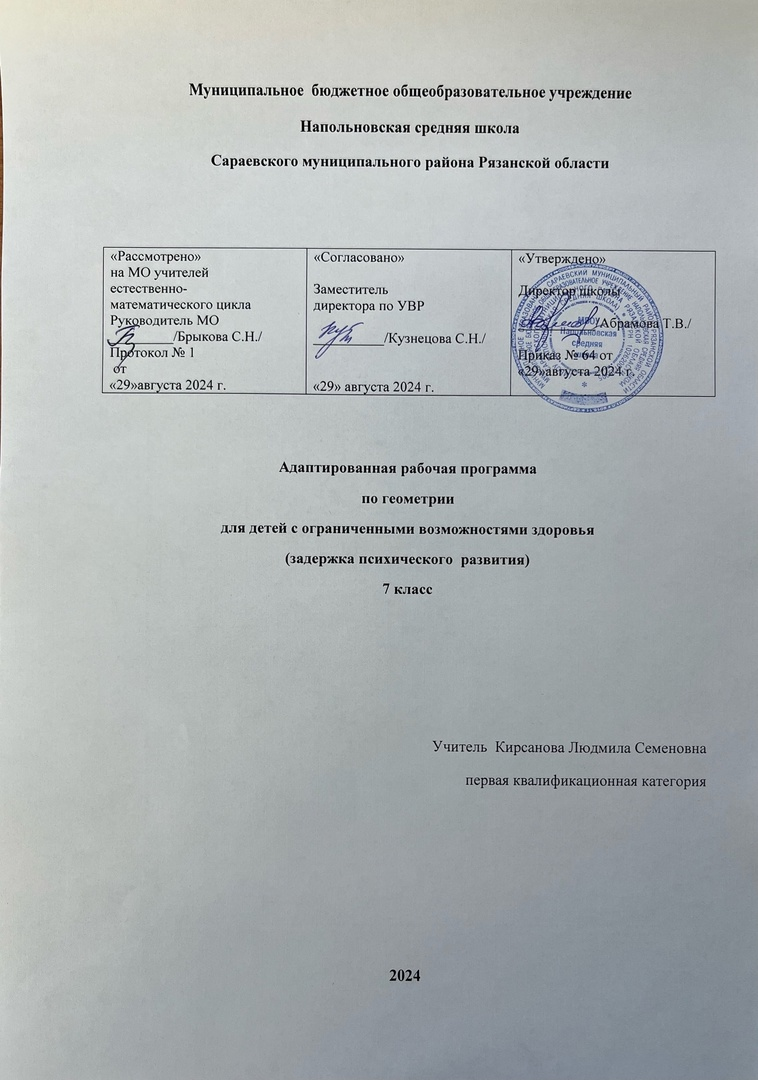 Муниципальное бюджетное общеобразовательное учреждение
Напольновская средняя школа
Сараевского муниципального района Рязанской области
«Рассмотрено»
на МО учителей
естественно-
математического цикла
Руководитель МО
/Брыкова С.Н./
Протокол № 1
от
«29»августа 2024 г.
«Согласовано»
Заместитель
директора по УВР
/Кузнецова С.Н./
«29» августа 2024 г.
«Утверждено»
Директор школы
/Абрамова Т.В./
Приказ № 64 от
«29»августа 2024 г.
МБОУ
Напольновская
средняя
Адаптированная рабочая программа
по геометрии
для детей с ограниченными возможностями здоровья
(задержка психического развития)
7 класс
Учитель Кирсанова Людмила Семеновна
первая квалификационная категория
2024